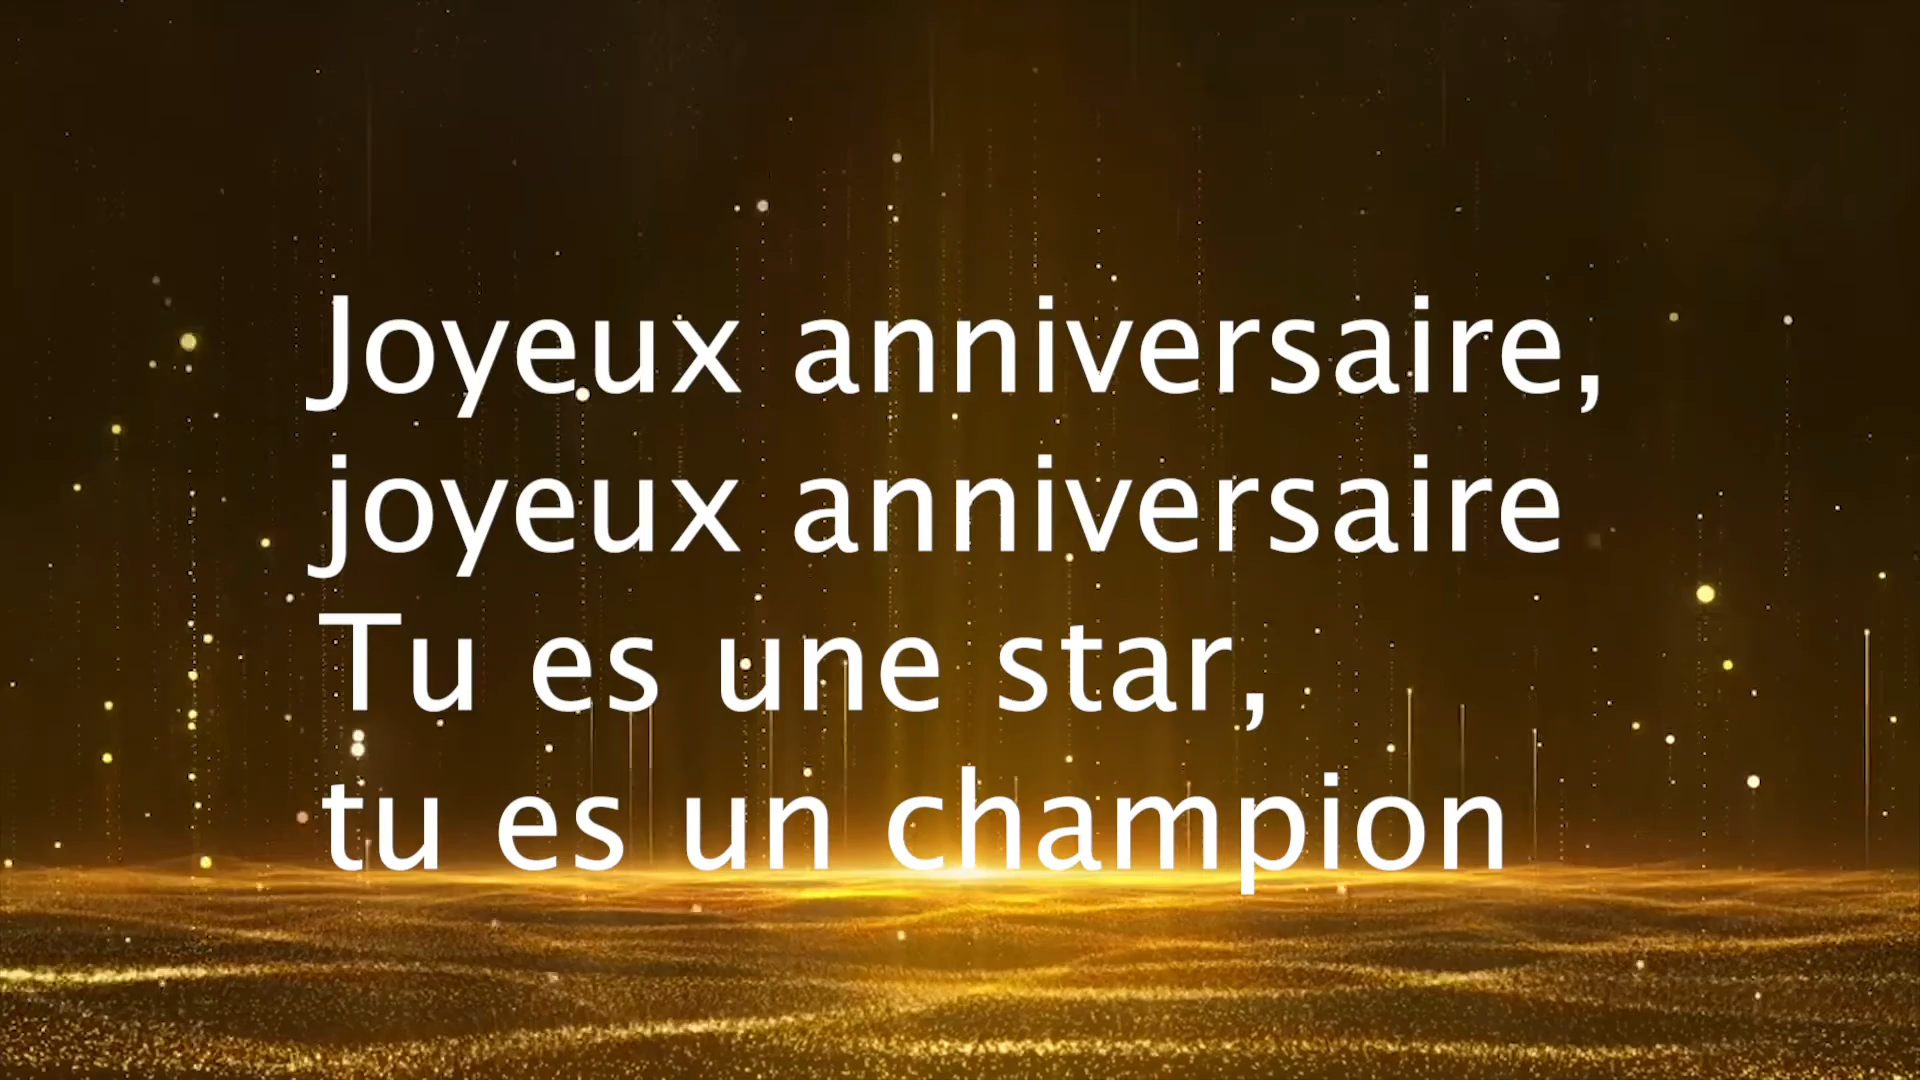 Joyeux anniversaire,
joyeux anniversaire
Tu es une star,
tu es un champion